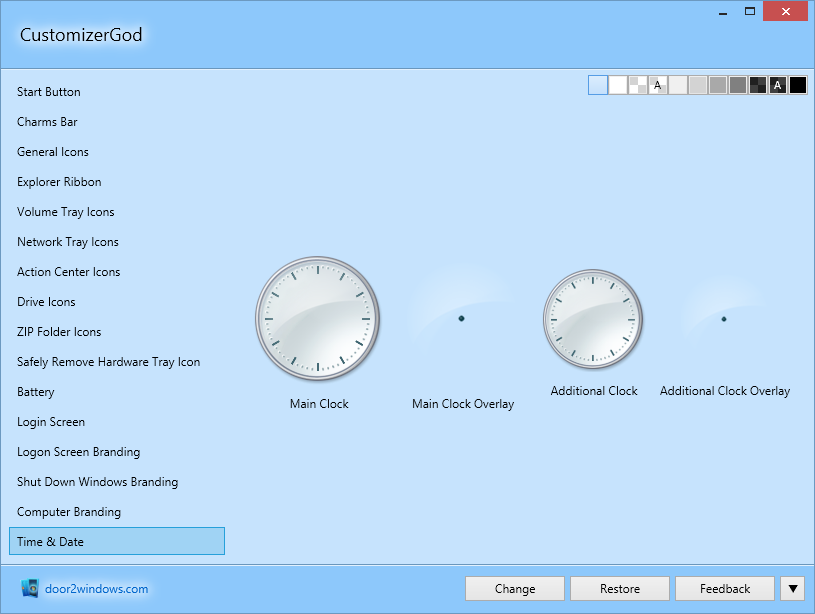 CustomizerGod
A
A
Start Button
Charms Bar
General Icons
Explorer Ribbon
Volume Tray Icons
Network Tray Icons
Action Center Icons
Drive Icons
ZIP Folder Icons
Safely Remove Hardware Tray Icon
Battery
Login Screen
Logon Screen Branding
Shut Down Windows Branding
Computer Branding
Time & Date
Main Clock
Main Clock Overlay
Additional Clock
Additional Clock Overlay
door2windows.com
Change
Restore
Feedback